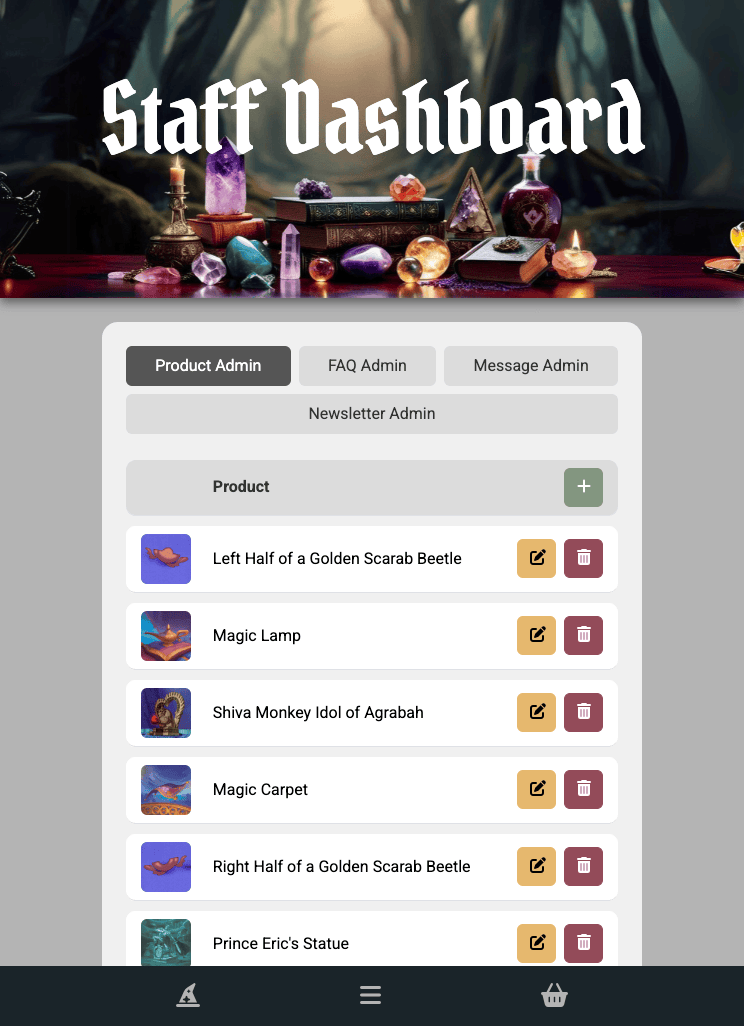 Staff Dashboard
Product Admin
FAQ Admin
Message Admin
Newsletter Admin
Product
Left Half of a Golden Scarab Beetle
Magic Lamp
Shiva Monkey Idol of Agrabah
Magic Carpet
Right Half of a Golden Scarab Beetle
Prince Eric's Statue